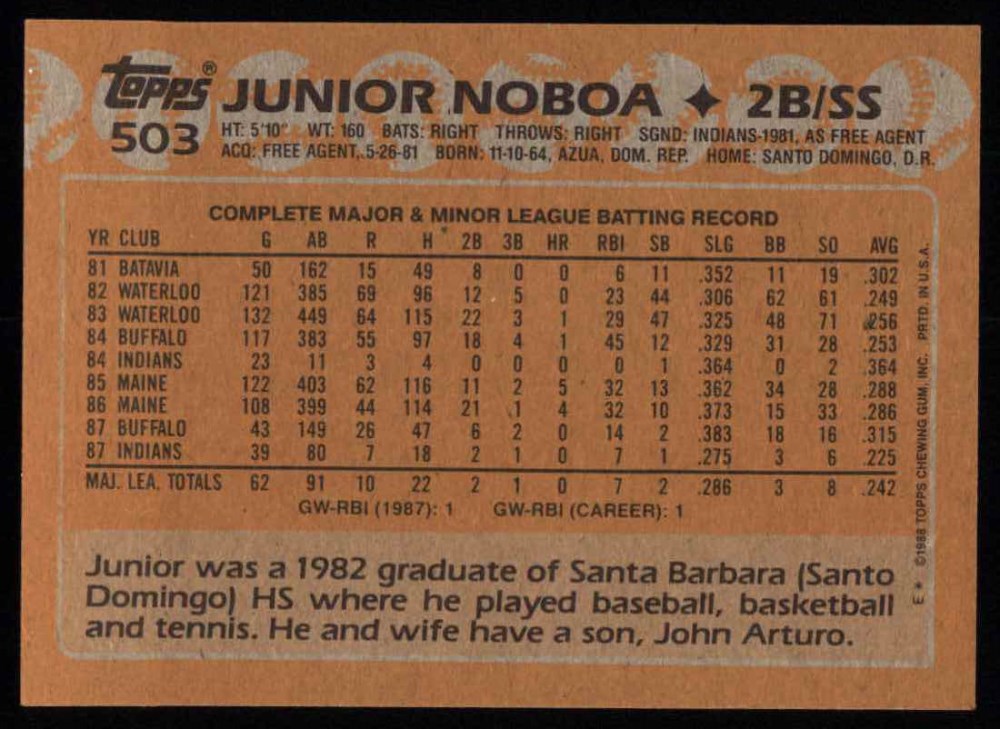 Topps® JUNIOR NOBOA ✦ 2B/SS
503 HT: 5'10" WT: 160 BATS: RIGHT THROWS: RIGHT SGND: INDIANS-1981, AS FREE AGENT
ACQ: FREE AGENT, 5-26-81 BORN: 11-10-64, AZUA, DOM. REP. HOME: SANTO DOMINGO, D.R.
COMPLETE MAJOR & MINOR LEAGUE BATTING RECORD
YR CLUB G AB R H 2B 3B HR RBI SB SLG BB SO AVG
81 BATAVIA 50 162 15 49 8 0 0 6 11 .352 11 19 .302
82 WATERLOO 121 385 69 96 12 5 0 23 44 .306 62 61 .249
83 WATERLOO 132 449 64 115 22 3 1 29 47 .325 48 71 .256
84 BUFFALO 117 383 55 97 18 4 1 45 12 .329 31 28 .253
84 INDIANS 23 11 3 4 0 0 0 0 1 .364 0 2 .364
85 MAINE 122 403 62 116 11 2 5 32 13 .362 34 28 .288
86 MAINE 108 399 44 114 21 1 4 32 10 .373 15 33 .286
87 BUFFALO 43 149 26 47 6 2 0 14 2 .383 18 16 .315
87 INDIANS 39 80 7 18 2 1 0 7 1 .275 3 6 .225
MAJ. LEA. TOTALS 62 91 10 22 2 1 0 7 2 .286 3 8 .242
GW-RBI (1987): 1 GW-RBI (CAREER): 1
Junior was a 1982 graduate of Santa Barbara (Santo
Domingo) HS where he played baseball, basketball
and tennis. He and wife have a son, John Arturo.
E* ©1988 TOPPS CHEWING GUM, INC. PRTD. IN U.S.A.